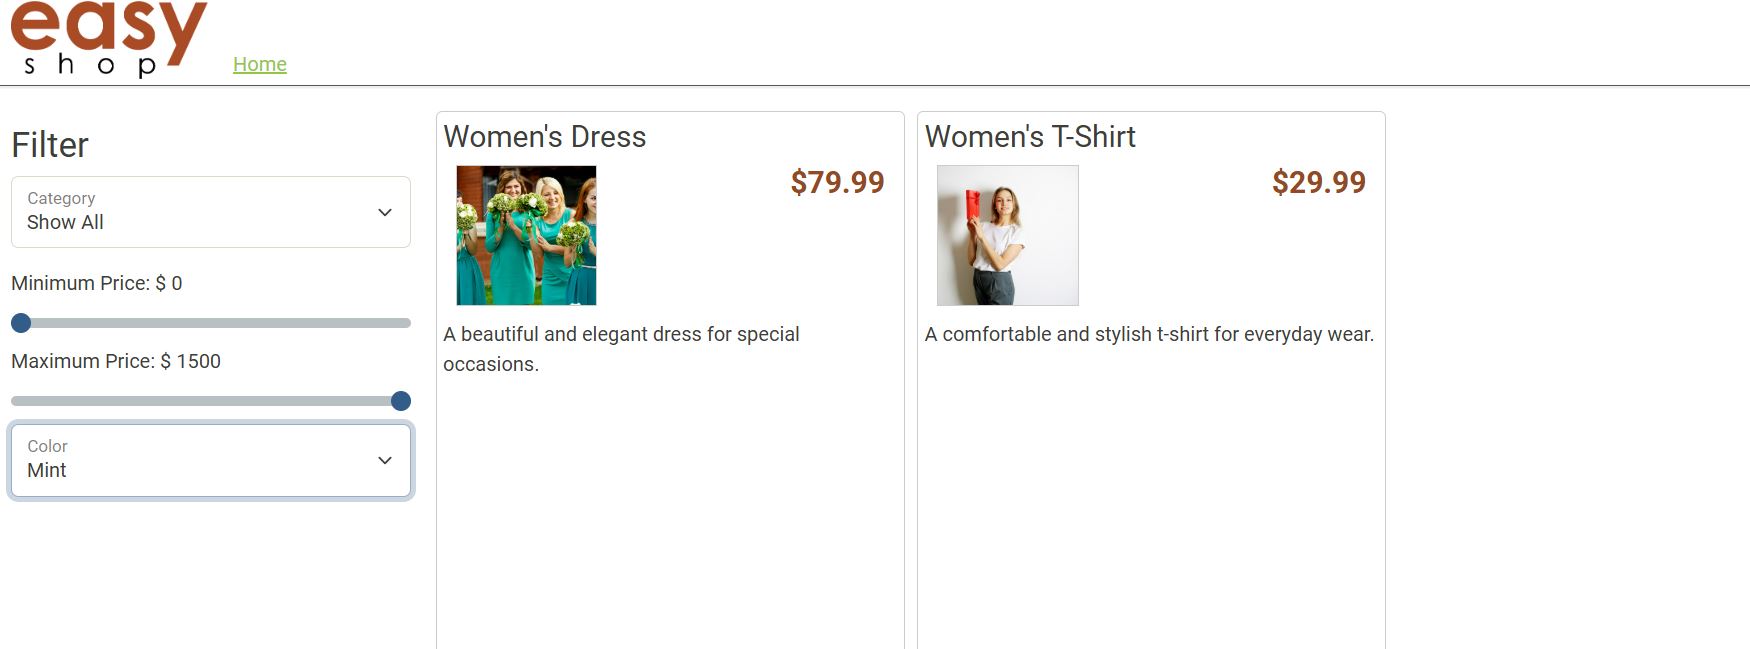 easy
shop
Home
Filter
Category
Show All
Minimum Price: $ 0
Maximum Price: $ 1500
Color
Mint
Women's Dress
$79.99
A beautiful and elegant dress for special
occasions.
Women's T-Shirt
$29.99
A comfortable and stylish t-shirt for everyday wear.